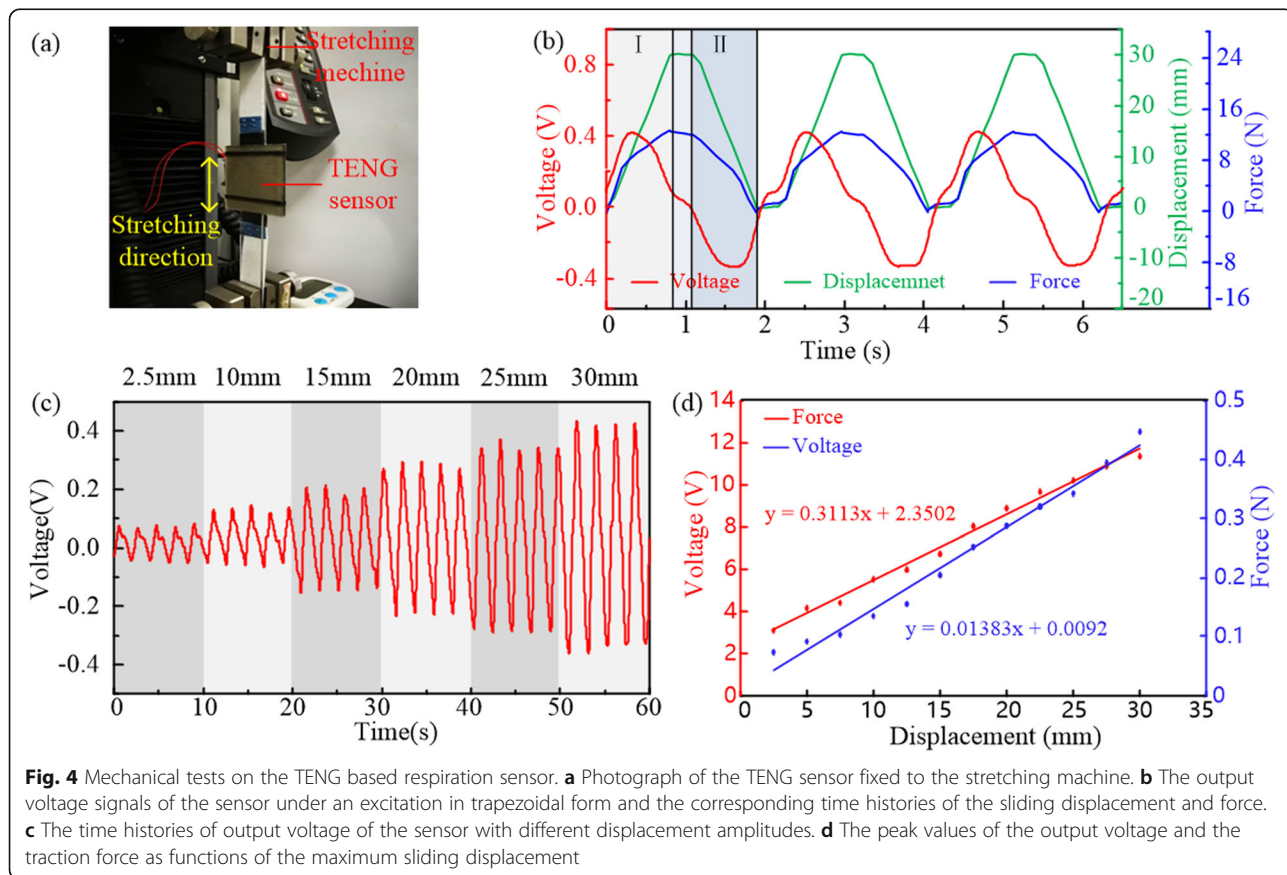 (a)
Stretching
mechine
TENG
sensor
Stretching
direction
(b)
I II
Voltage (V)
0.8
0.4
0.0
-0.4
Voltage Displacemnet Force
0 1 2 3 4 5 6
Time (s)
30
20
10
0
-10
-20
Displacement (mm)
24
16
8
0
-8
-16
Force (N)
2.5mm 10mm 15mm 20mm 25mm 30mm
(c)
Voltage(V)
0.4
0.2
0.0
-0.2
-0.4
0 10 20 30 40 50 60
Time(s)
(d)
Voltage (V)
14
12
10
8
6
4
2
0
Force
Voltage
y = 0.3113x + 2.3502
y = 0.01383x + 0.0092
0 5 10 15 20 25 30 35
Displacement (mm)
0.5
0.4
0.3
0.2
0.1
0.0
Force (N)
Fig. 4 Mechanical tests on the TENG based respiration sensor. a Photograph of the TENG sensor fixed to the stretching machine. b The output
voltage signals of the sensor under an excitation in trapezoidal form and the corresponding time histories of the sliding displacement and force.
c The time histories of output voltage of the sensor with different displacement amplitudes. d The peak values of the output voltage and the
traction force as functions of the maximum sliding displacement